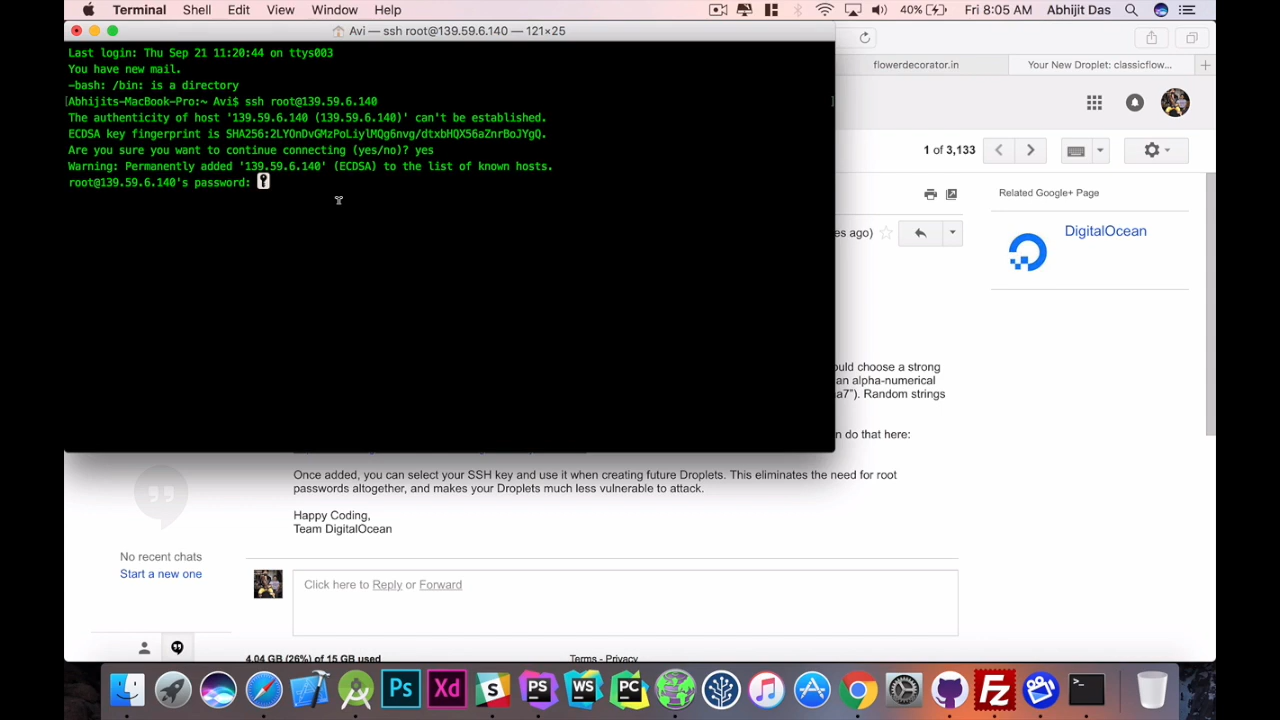 Terminal Shell Edit View Window Help 40% Fri 8:05 AM Abhijit Das
Avi — ssh root@139.59.6.140 — 121×25
Last login: Thu Sep 21 11:20:44 on ttys003
You have new mail.
-bash: /bin: is a directory
[Abhijits-MacBook-Pro:~ Avi$ ssh root@139.59.6.140 ]
The authenticity of host '139.59.6.140 (139.59.6.140)' can't be established.
ECDSA key fingerprint is SHA256:2LYOnDvGMzPoLiylMQg6nvg/dtxbHQX56aZnrBoJYgQ.
Are you sure you want to continue connecting (yes/no)? yes
Warning: Permanently added '139.59.6.140' (ECDSA) to the list of known hosts.
root@139.59.6.140's password:
flowerdecorator.in Your New Droplet: classicflow...
1 of 3,133
Related Google+ Page
DigitalOcean
es ago)
ould choose a strong
an alpha-numerical
a7"). Random strings
n do that here:
Once added, you can select your SSH key and use it when creating future Droplets. This eliminates the need for root
passwords altogether, and makes your Droplets much less vulnerable to attack.
Happy Coding,
Team DigitalOcean
No recent chats
Start a new one
Click here to Reply or Forward
4.04 GB (26%) of 15 GB used
Terms - Privacy
Ps Xd S PS WS PC Fz >_